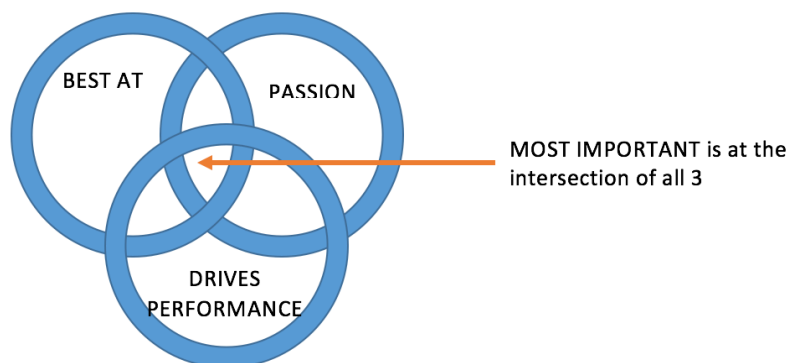 BEST AT
PASSION
MOST IMPORTANT is at the
intersection of all 3
DRIVES
PERFORMANCE